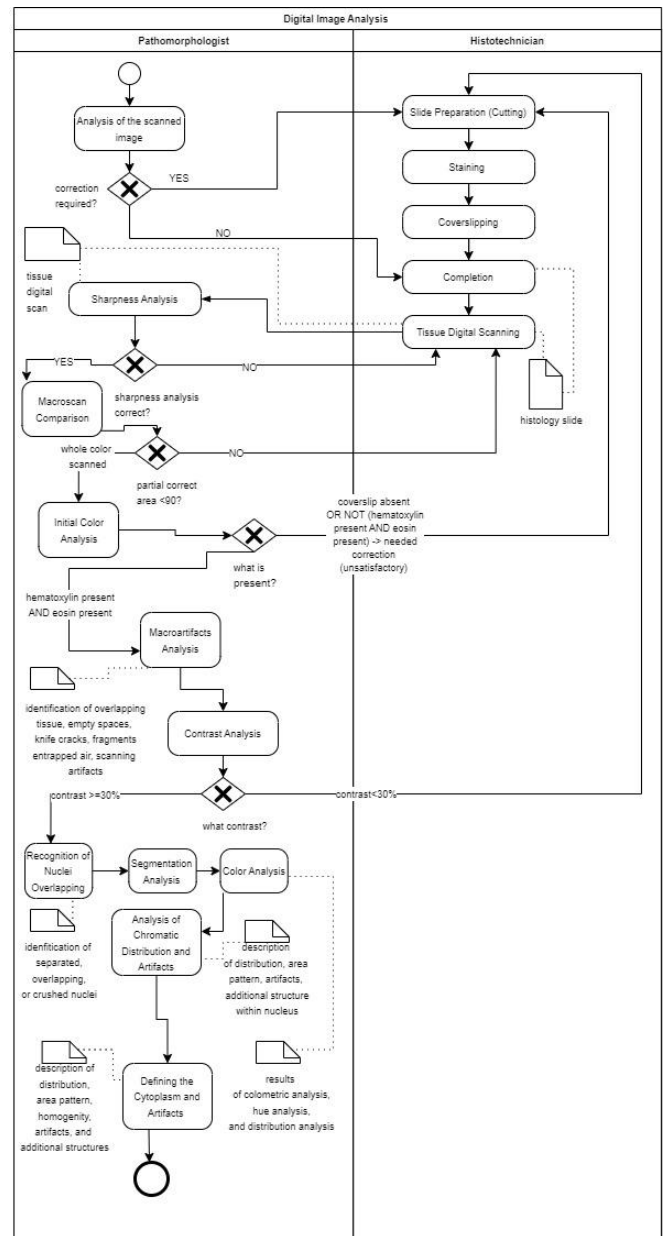 Digital Image Analysis
Pathomorphologist
Histotechnician
Analysis of the scanned
image
Slide Preparation (Cutting)
Staining
YES
correction
required?
Coverslipping
NO
tissue
digital
scan
Completion
Sharpness Analysis
Tissue Digital Scanning
YES
NO
sharpness analysis
correct?
Macroscan
Comparison
histology slide
whole color
scanned
NO
partial correct
area <90?
Initial Color
Analysis
coverslip absent
OR NOT (hematoxylin
present AND eosin
present) -> needed
correction
(unsatisfactory)
what is
present?
hematoxylin present
AND eosin present
Macroartifacts
Analysis
identification of overlapping
tissue, empty spaces,
knife cracks, fragments
entrapped air, scanning
artifacts
Contrast Analysis
contrast >=30%
contrast<30%
what contrast?
Recognition of
Nuclei
Overlapping
Segmentation
Analysis
Color Analysis
idenfitication of
separated,
overlapping,
or crushed nuclei
Analysis of
Chromatic
Distribution and
Artifacts
description
of distribution, area
pattern, artifacts,
additional structure
within nucleus
description of
distribution,
area pattern,
homogenity,
artifacts, and
additional structures
Defining the
Cytoplasm and
Artifacts
results
of colometric analysis,
hue analysis,
and distribution analysis